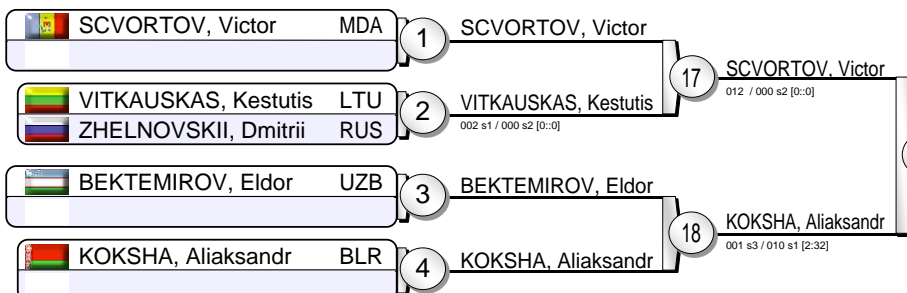 SCVORTOV, Victor MDA
1
SCVORTOV, Victor
17
SCVORTOV, Victor
012 / 000 s2 [0::0]
VITKAUSKAS, Kestutis LTU
ZHELNOVSKII, Dmitrii RUS
2
VITKAUSKAS, Kestutis
002 s1 / 000 s2 [0::0]
BEKTEMIROV, Eldor UZB
3
BEKTEMIROV, Eldor
18
KOKSHA, Aliaksandr
001 s3 / 010 s1 [2:32]
KOKSHA, Aliaksandr BLR
4
KOKSHA, Aliaksandr